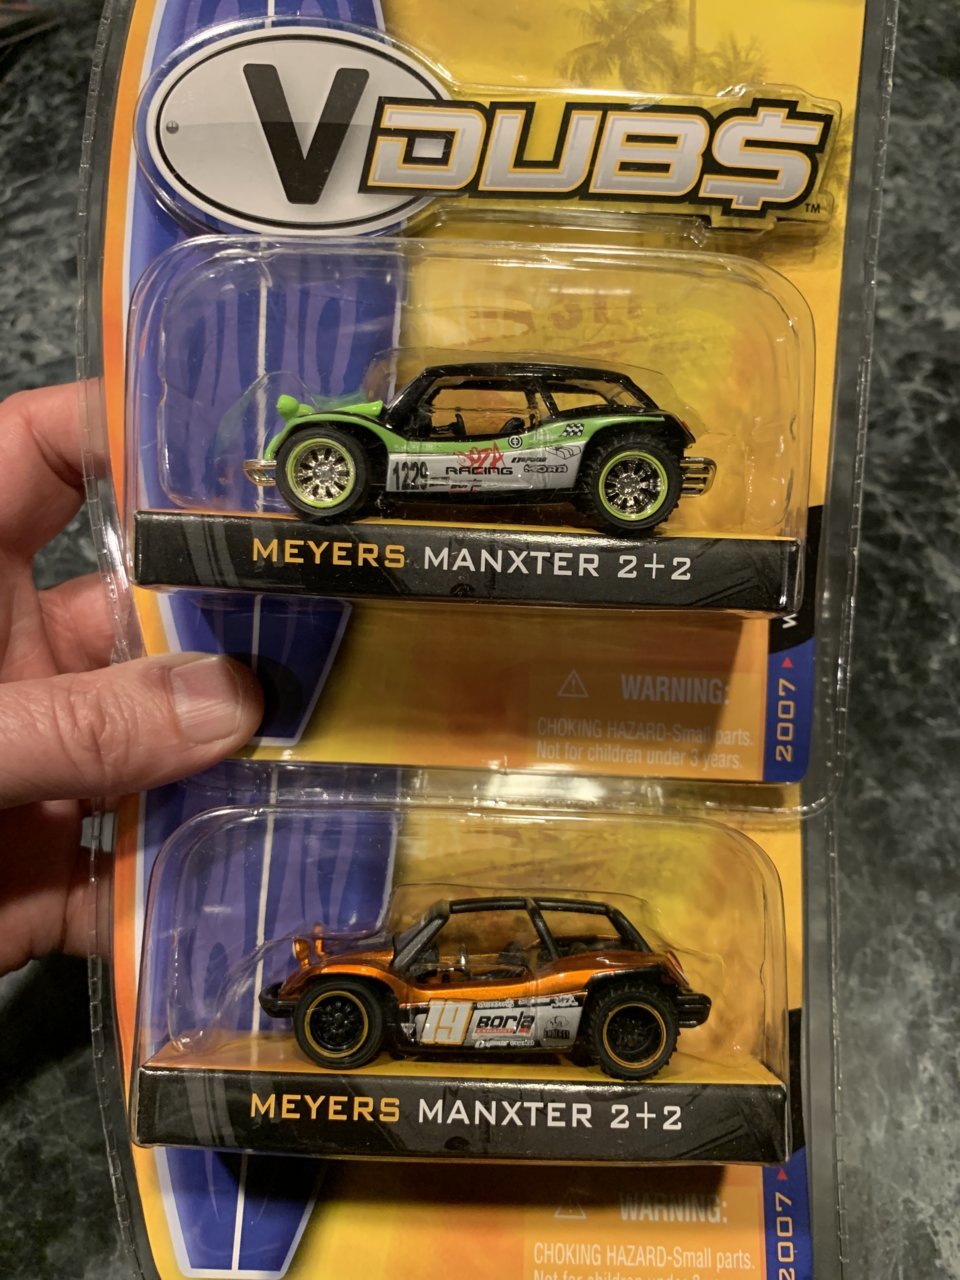 V DUB$ ™
1229
RACING
MEYERS MANXTER 2+2
WARNING:
CHOKING HAZARD-Small parts.
Not for children under 3 years.
2007
19
Borla
EXHAUST
MEYERS MANXTER 2+2
WARNING:
CHOKING HAZARD-Small parts.
2007